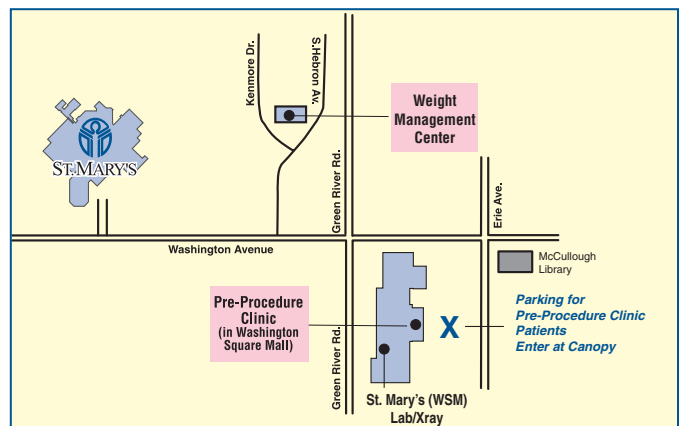 Kenmore Dr.
S.Hebron Av.
Weight
Management
Center
ST.MARY'S
Green River Rd.
Erie Ave.
Washington Avenue
McCullough
Library
Pre-Procedure
Clinic
(in Washington
Square Mall)
X
Parking for
Pre-Procedure Clinic
Patients
Enter at Canopy
Green River Rd.
St. Mary's (WSM)
Lab/Xray